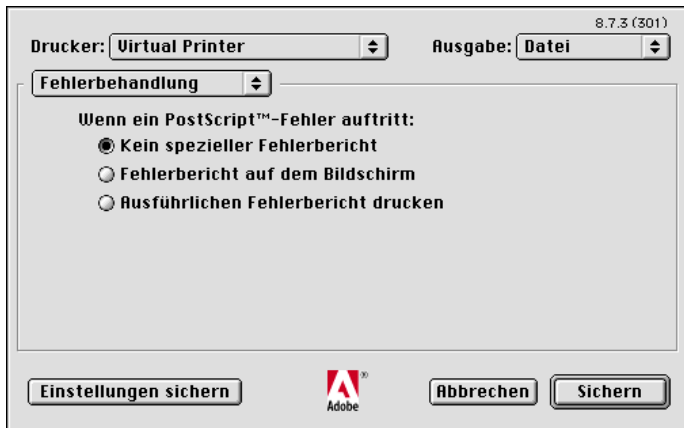 8.7.3 (301)
Drucker: Virtual Printer Ausgabe: Datei
Fehlerbehandlung
Wenn ein PostScript™-Fehler auftritt:
Kein spezieller Fehlerbericht
Fehlerbericht auf dem Bildschirm
Ausführlichen Fehlerbericht drucken
Einstellungen sichern Adobe ® Abbrechen Sichern